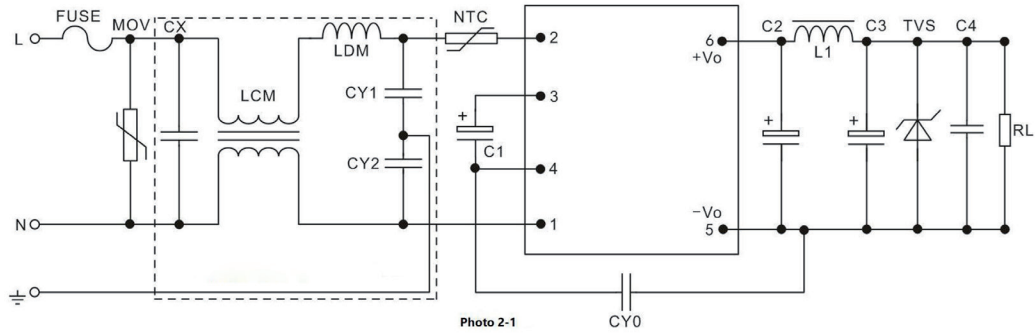 FUSE
MOV
CX
LDM
NTC
C2
L1
C3
TVS
C4
L
2
6
+Vo
LCM
CY1
3
+
+
+
C1
CY2
4
RL
N
1
−Vo
5
CY0
Photo 2-1